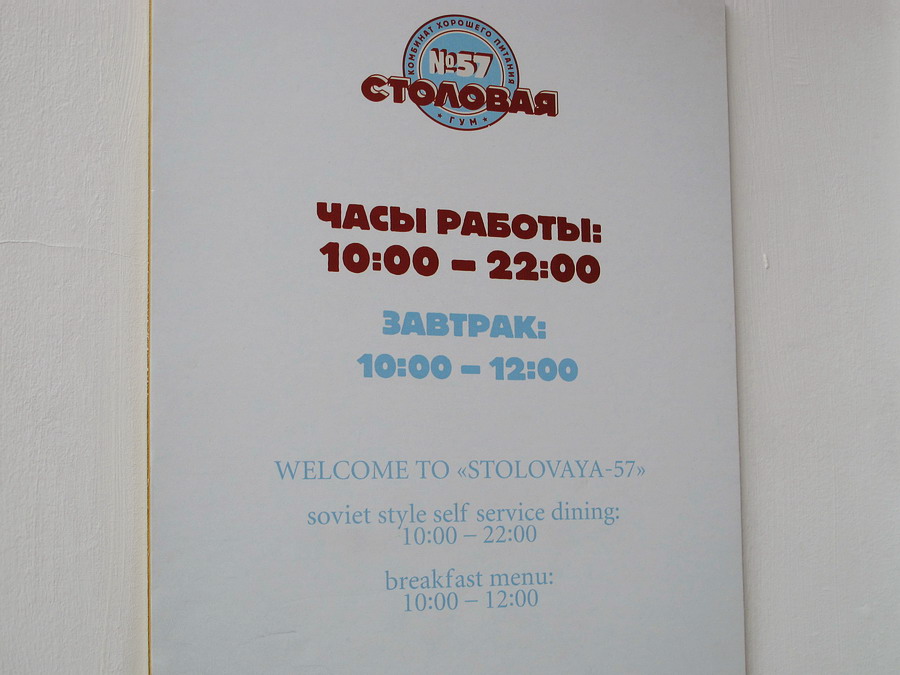 КОМБИНАТ ХОРОШЕГО ПИТАНИЯ
№57
СТОЛОВАЯ
ГУМ
ЧАСЫ РАБОТЫ:
10:00 – 22:00
ЗАВТРАК:
10:00 – 12:00
WELCOME TO «STOLOVAYA-57»
soviet style self service dining:
10:00 – 22:00
breakfast menu:
10:00 – 12:00